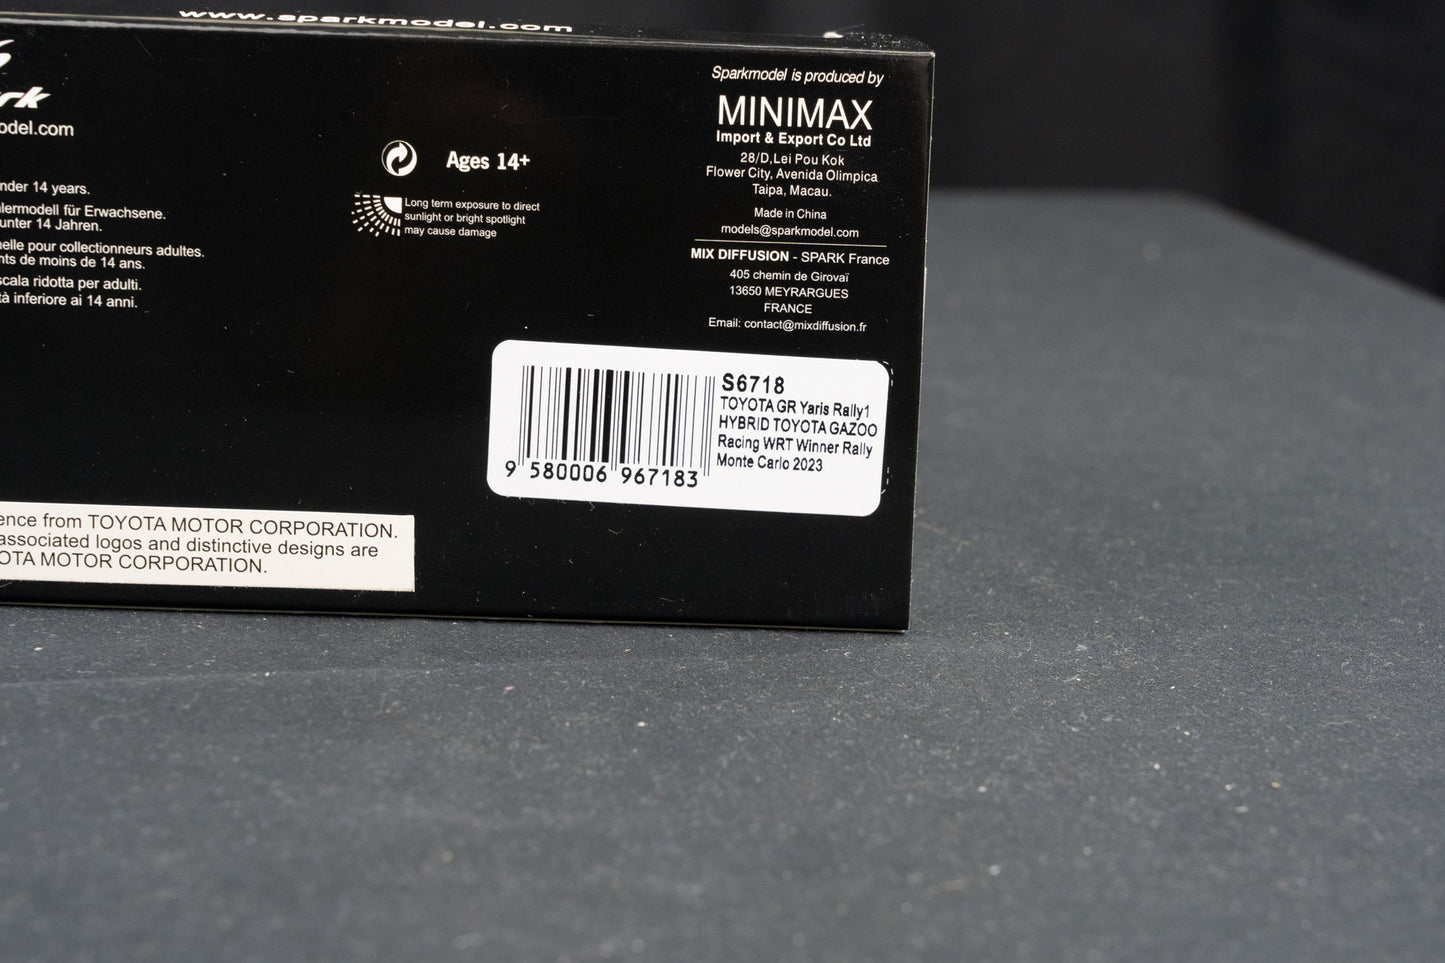 www.sparkmodel.com
rk
odel.com
nder 14 years.
lermodell für Erwachsene.
unter 14 Jahren.
elle pour collectionneurs adultes.
nts de moins de 14 ans.
scala ridotta per adulti.
tà inferiore ai 14 anni.
Ages 14+
Long term exposure to direct
sunlight or bright spotlight
may cause damage
Sparkmodel is produced by
MINIMAX
Import & Export Co Ltd
28/D,Lei Pou Kok
Flower City, Avenida Olimpica
Taipa, Macau.
Made in China
models@sparkmodel.com
MIX DIFFUSION - SPARK France
405 chemin de Girovaï
13650 MEYRARGUES
FRANCE
Email: contact@mixdiffusion.fr
S6718
TOYOTA GR Yaris Rally1
HYBRID TOYOTA GAZOO
Racing WRT Winner Rally
Monte Carlo 2023
9 580006 967183
ence from TOYOTA MOTOR CORPORATION.
associated logos and distinctive designs are
OTA MOTOR CORPORATION.